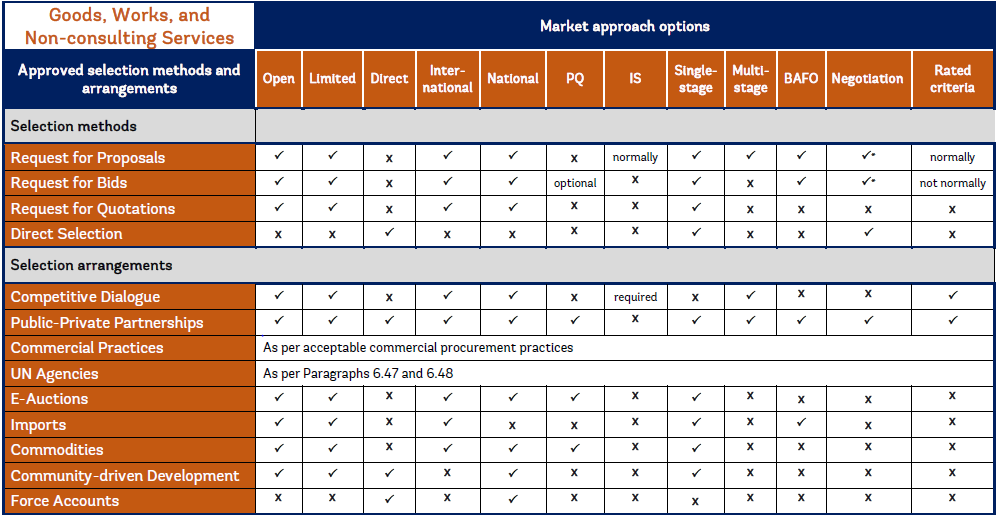 Goods, Works, and
Non-consulting Services
Market approach options
Approved selection methods and
arrangements
Open Limited Direct Inter-
national National PQ IS Single-
stage Multi-
stage BAFO Negotiation Rated
criteria
Selection methods
Request for Proposals ✓ ✓ x ✓ ✓ x normally ✓ ✓ ✓ ✓* normally
Request for Bids ✓ ✓ x ✓ ✓ optional x ✓ x ✓ ✓* not normally
Request for Quotations ✓ ✓ x ✓ ✓ x x ✓ x x x x
Direct Selection x x ✓ x x x x ✓ x x ✓ x
Selection arrangements
Competitive Dialogue ✓ ✓ x ✓ ✓ x required x ✓ x x ✓
Public-Private Partnerships ✓ ✓ ✓ ✓ ✓ ✓ x ✓ ✓ ✓ ✓ ✓
Commercial Practices As per acceptable commercial procurement practices
UN Agencies As per Paragraphs 6.47 and 6.48
E-Auctions ✓ ✓ x ✓ ✓ ✓ x ✓ x x x x
Imports ✓ ✓ x ✓ x x x ✓ x ✓ x x
Commodities ✓ ✓ x ✓ ✓ ✓ x ✓ x x x x
Community-driven Development ✓ ✓ ✓ x ✓ x x ✓ x x x x
Force Accounts x x ✓ x ✓ x x x x x x x